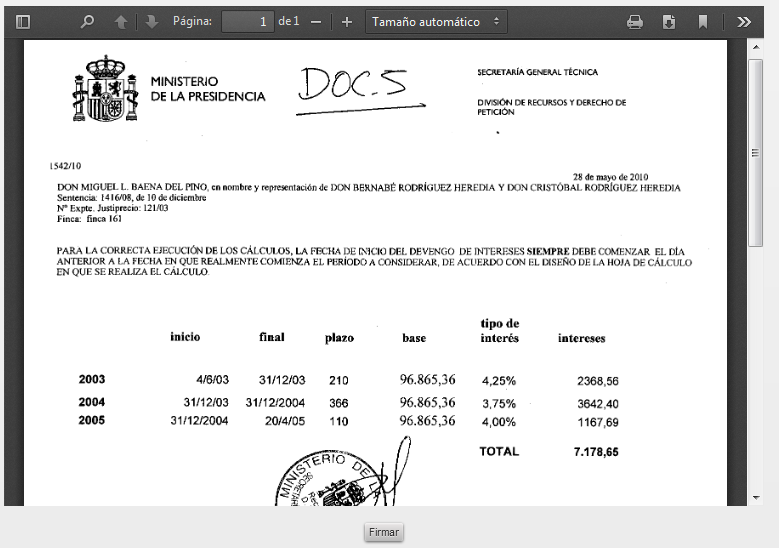 Página: 1 de 1 Tamaño automático
MINISTERIO
DE LA PRESIDENCIA
DOC.5
SECRETARÍA GENERAL TÉCNICA
DIVISIÓN DE RECURSOS Y DERECHO DE
PETICIÓN
1542/10
28 de mayo de 2010
DON MIGUEL L. BAENA DEL PINO, en nombre y representación de DON BERNABÉ RODRÍGUEZ HEREDIA Y DON CRISTÓBAL RODRÍGUEZ HEREDIA
Sentencia: 1416/08, de 10 de diciembre
Nº Expte. Justiprecio: 121/03
Finca: finca 161
PARA LA CORRECTA EJECUCIÓN DE LOS CÁLCULOS, LA FECHA DE INICIO DEL DEVENGO DE INTERESES SIEMPRE DEBE COMENZAR EL DÍA
ANTERIOR A LA FECHA EN QUE REALMENTE COMIENZA EL PERÍODO A CONSIDERAR, DE ACUERDO CON EL DISEÑO DE LA HOJA DE CÁLCULO
EN QUE SE REALIZA EL CÁLCULO.
inicio final plazo base tipo de interés intereses
2003 4/6/03 31/12/03 210 96.865,36 4,25% 2368,56
2004 31/12/03 31/12/2004 366 96.865,36 3,75% 3642,40
2005 31/12/2004 20/4/05 110 96.865,36 4,00% 1167,69
TOTAL 7.178,65
MINISTERIO DE L
Firmar